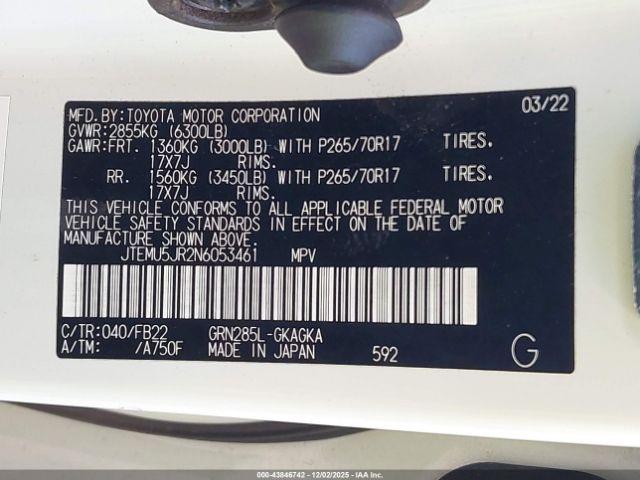 MFD. BY: TOYOTA MOTOR CORPORATION 03/22
GVWR: 2855KG (6300LB)
GAWR: FRT. 1360KG (3000LB) WITH P265/70R17 TIRES.
17X7J RIMS.
RR. 1560KG (3450LB) WITH P265/70R17 TIRES.
17X7J RIMS.
THIS VEHICLE CONFORMS TO ALL APPLICABLE FEDERAL MOTOR
VEHICLE SAFETY STANDARDS IN EFFECT ON THE DATE OF
MANUFACTURE SHOWN ABOVE.
JTEMU5JR2N6053461 MPV
C/TR: 040/FB22 GRN285L-GKAGKA
A/TM: /A750F MADE IN JAPAN 592 G
000-43846742 - 12/02/2025 - IAA, Inc.